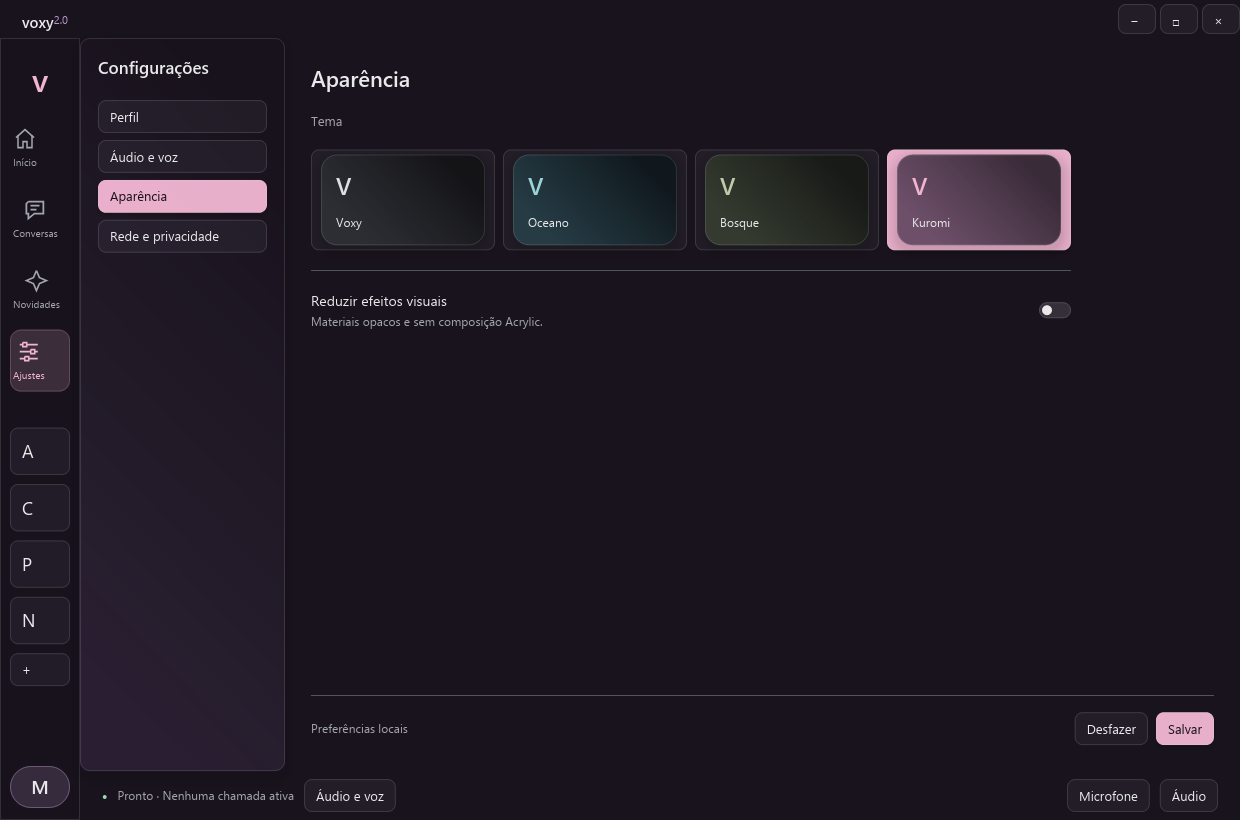 voxy2.0
V
Início
Conversas
Novidades
Ajustes
A
C
P
N
+
M
Configurações
Perfil
Áudio e voz
Aparência
Rede e privacidade
Aparência
Tema
V
Voxy
V
Oceano
V
Bosque
V
Kuromi
Reduzir efeitos visuais
Materiais opacos e sem composição Acrylic.
Preferências locais
Desfazer
Salvar
• Pronto · Nenhuma chamada ativa
Áudio e voz
Microfone
Áudio